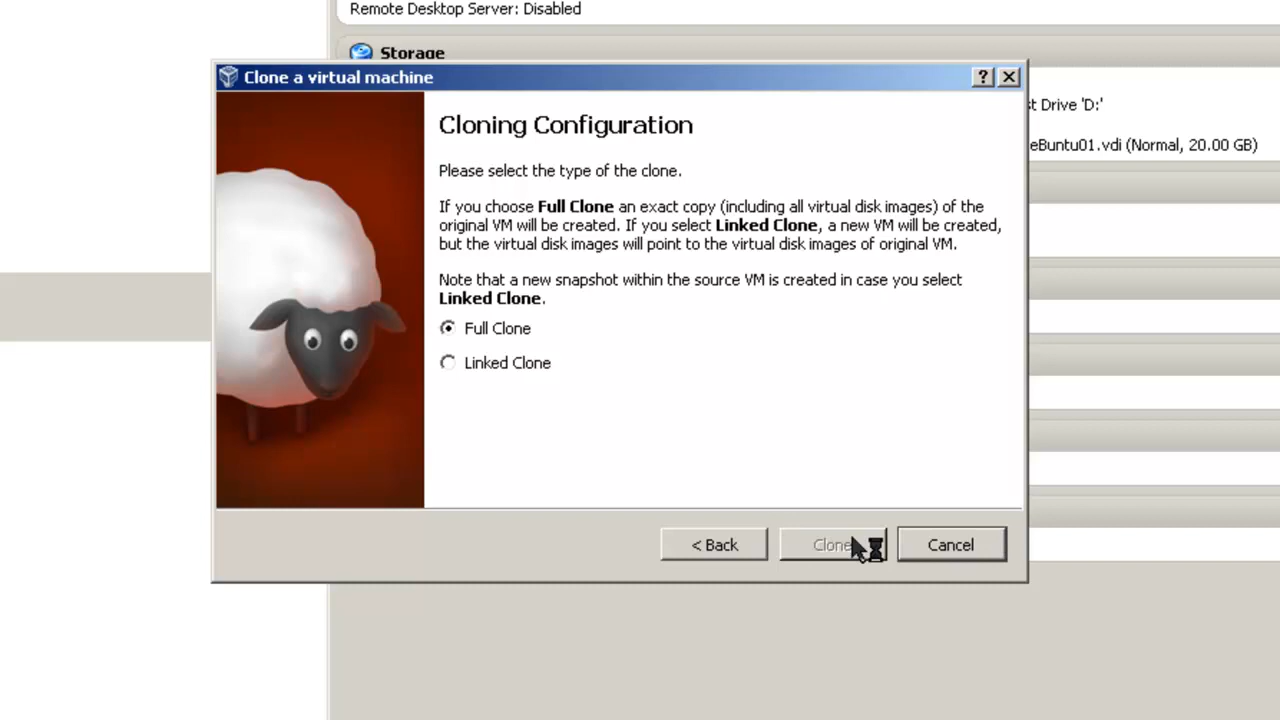 Remote Desktop Server: Disabled
Storage
Clone a virtual machine
? 
st Drive 'D:'
eBuntu01.vdi (Normal, 20.00 GB)
Cloning Configuration
Please select the type of the clone.
If you choose Full Clone an exact copy (including all virtual disk images) of the
original VM will be created. If you select Linked Clone, a new VM will be created,
but the virtual disk images will point to the virtual disk images of original VM.
Note that a new snapshot within the source VM is created in case you select
Linked Clone.
Full Clone
Linked Clone
< Back
Clone
Cancel